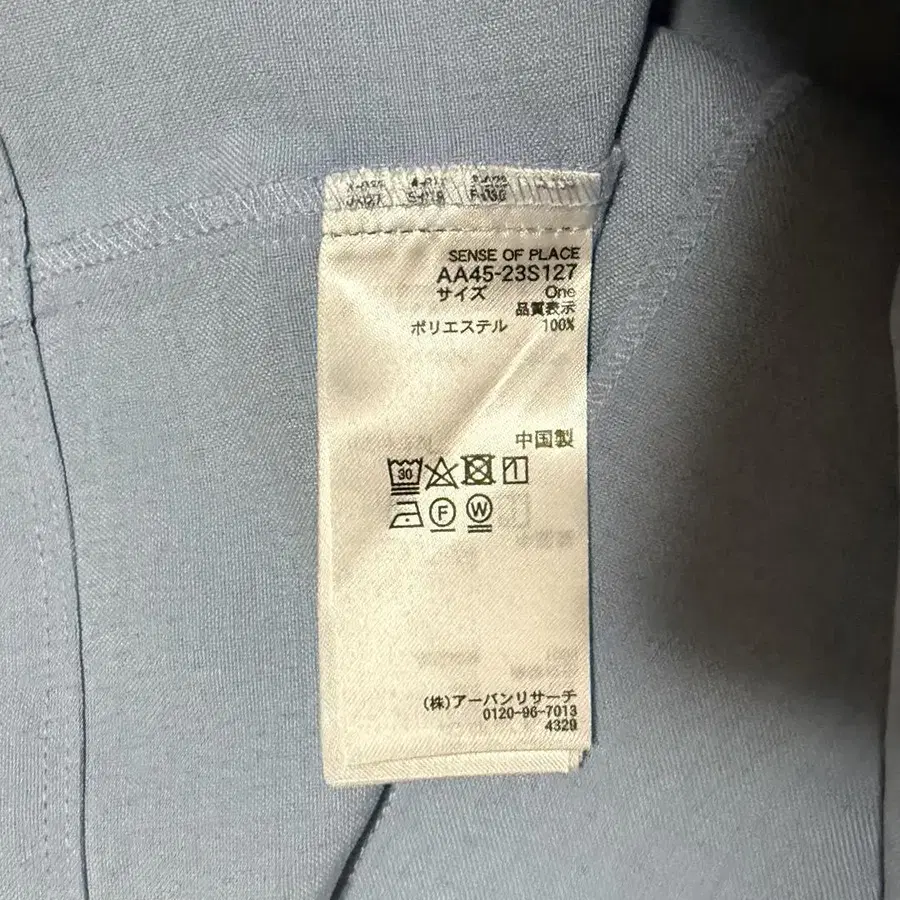 SENSE OF PLACE
AA45-23S127
サイズ One
品質表示
ポリエステル 100%
中国製
30
F W
(株)アーバンリサーチ
0120-96-7013
4329